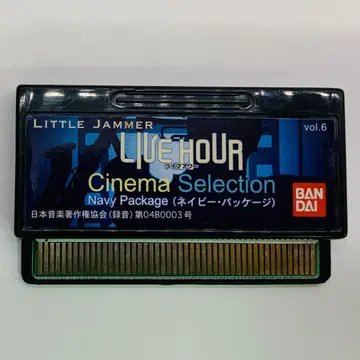 LITTLE JAMMER
vol.6
LIVE HOUR
ライブアワー
Cinema Selection
Navy Package (ネイビー・パッケージ)
BAN
DAI
日本音楽著作権協会(録音)第04B0003号